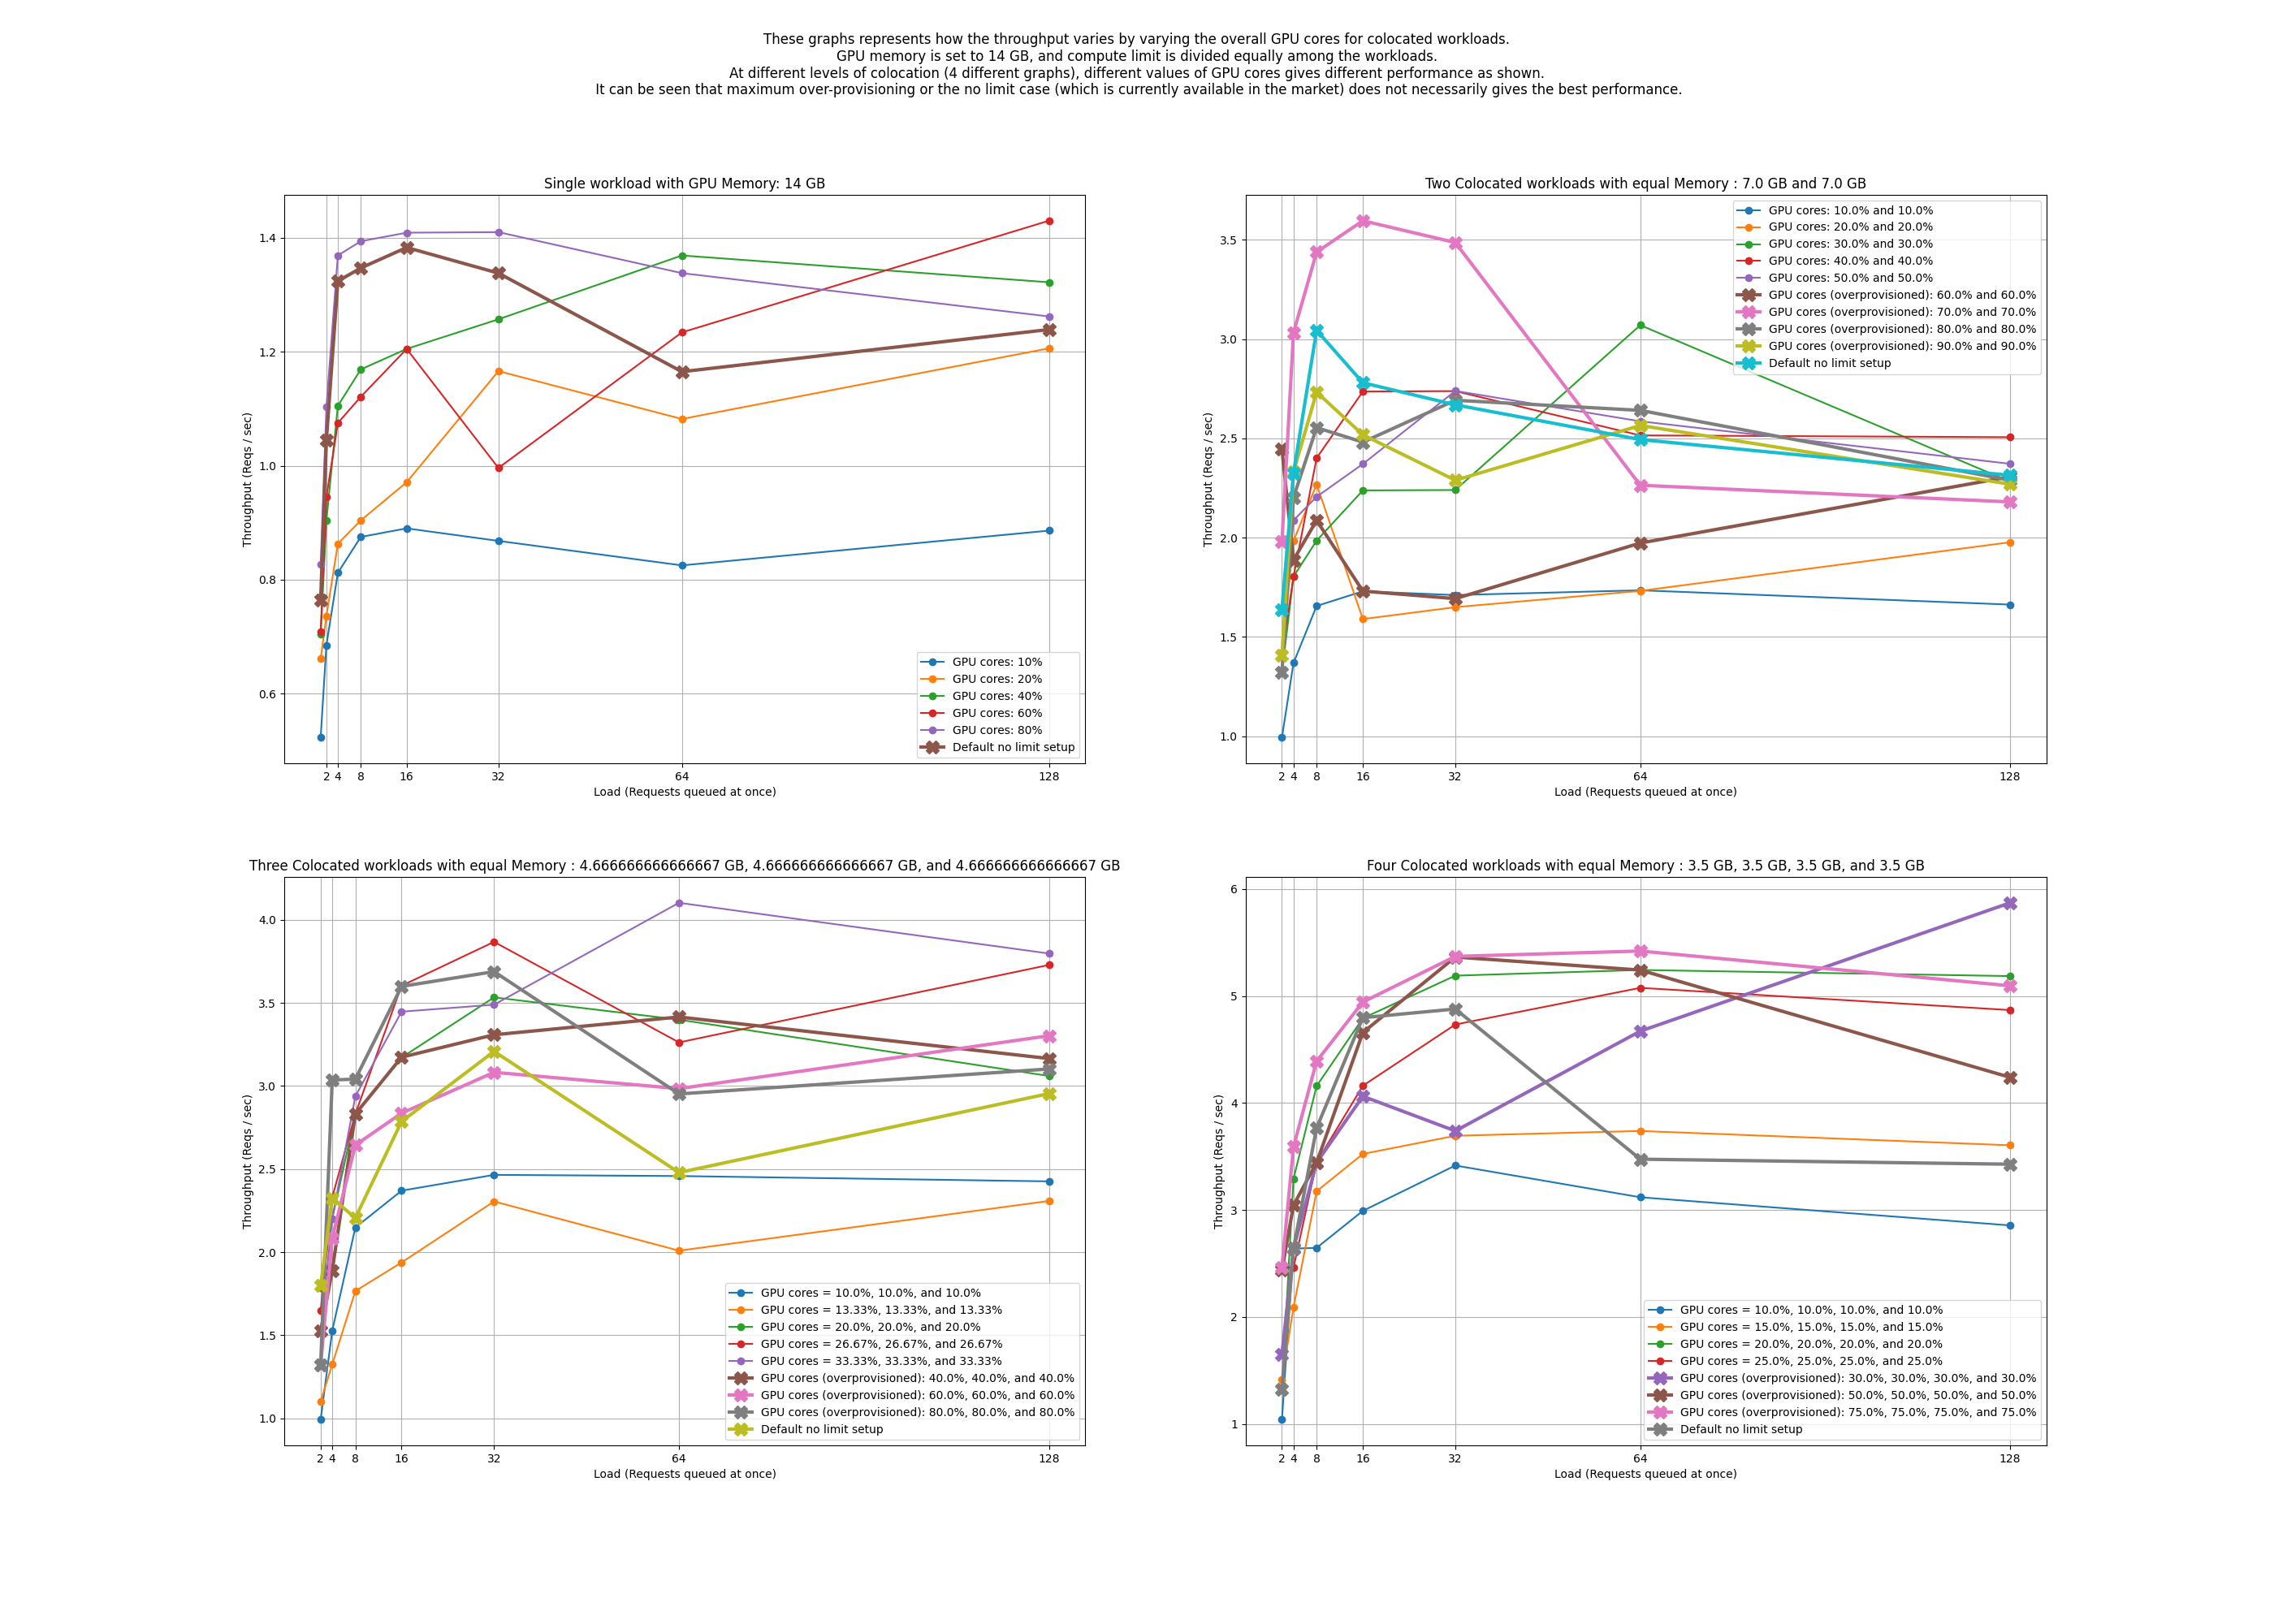 These graphs represents how the throughput varies by varying the overall GPU cores for colocated workloads.
GPU memory is set to 14 GB, and compute limit is divided equally among the workloads.
At different levels of colocation (4 different graphs), different values of GPU cores gives different performance as shown.
It can be seen that maximum over-provisioning or the no limit case (which is currently available in the market) does not necessarily gives the best performance.
Single workload with GPU Memory: 14 GB
1.4
1.2
1.0
0.8
0.6
Throughput (Reqs / sec)
GPU cores: 10%
GPU cores: 20%
GPU cores: 40%
GPU cores: 60%
GPU cores: 80%
Default no limit setup
2 4 8 16 32 64 128
Load (Requests queued at once)
Two Colocated workloads with equal Memory : 7.0 GB and 7.0 GB
3.5
3.0
2.5
2.0
1.5
1.0
Throughput (Reqs / sec)
GPU cores: 10.0% and 10.0%
GPU cores: 20.0% and 20.0%
GPU cores: 30.0% and 30.0%
GPU cores: 40.0% and 40.0%
GPU cores: 50.0% and 50.0%
GPU cores (overprovisioned): 60.0% and 60.0%
GPU cores (overprovisioned): 70.0% and 70.0%
GPU cores (overprovisioned): 80.0% and 80.0%
GPU cores (overprovisioned): 90.0% and 90.0%
Default no limit setup
2 4 8 16 32 64 128
Load (Requests queued at once)
Three Colocated workloads with equal Memory : 4.666666666666667 GB, 4.666666666666667 GB, and 4.666666666666667 GB
4.0
3.5
3.0
2.5
2.0
1.5
1.0
Throughput (Reqs / sec)
GPU cores = 10.0%, 10.0%, and 10.0%
GPU cores = 13.33%, 13.33%, and 13.33%
GPU cores = 20.0%, 20.0%, and 20.0%
GPU cores = 26.67%, 26.67%, and 26.67%
GPU cores = 33.33%, 33.33%, and 33.33%
GPU cores (overprovisioned): 40.0%, 40.0%, and 40.0%
GPU cores (overprovisioned): 60.0%, 60.0%, and 60.0%
GPU cores (overprovisioned): 80.0%, 80.0%, and 80.0%
Default no limit setup
2 4 8 16 32 64 128
Load (Requests queued at once)
Four Colocated workloads with equal Memory : 3.5 GB, 3.5 GB, 3.5 GB, and 3.5 GB
6
5
4
3
2
1
Throughput (Reqs / sec)
GPU cores = 10.0%, 10.0%, 10.0%, and 10.0%
GPU cores = 15.0%, 15.0%, 15.0%, and 15.0%
GPU cores = 20.0%, 20.0%, 20.0%, and 20.0%
GPU cores = 25.0%, 25.0%, 25.0%, and 25.0%
GPU cores (overprovisioned): 30.0%, 30.0%, 30.0%, and 30.0%
GPU cores (overprovisioned): 50.0%, 50.0%, 50.0%, and 50.0%
GPU cores (overprovisioned): 75.0%, 75.0%, 75.0%, and 75.0%
Default no limit setup
2 4 8 16 32 64 128
Load (Requests queued at once)